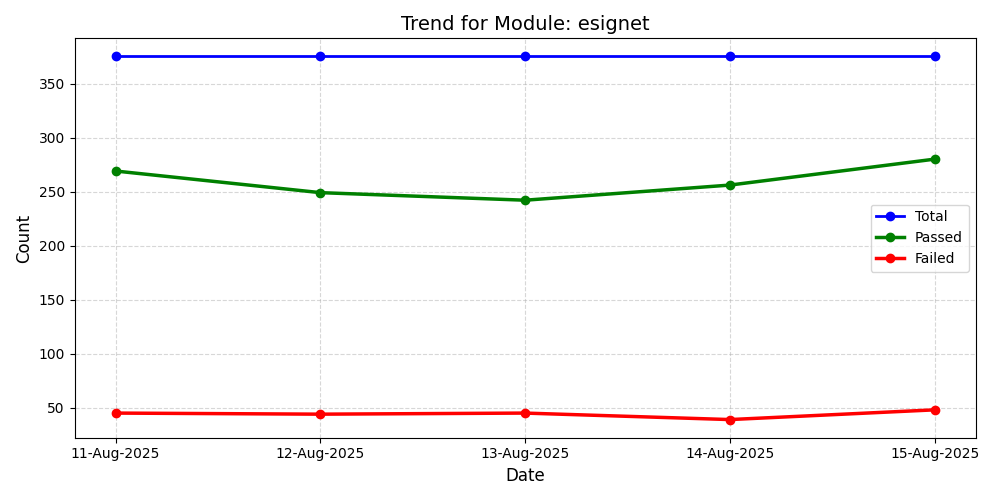 Trend for Module: esignet
Count
350
300
250
200
150
100
50
Total
Passed
Failed
11-Aug-2025 12-Aug-2025 13-Aug-2025 14-Aug-2025 15-Aug-2025
Date